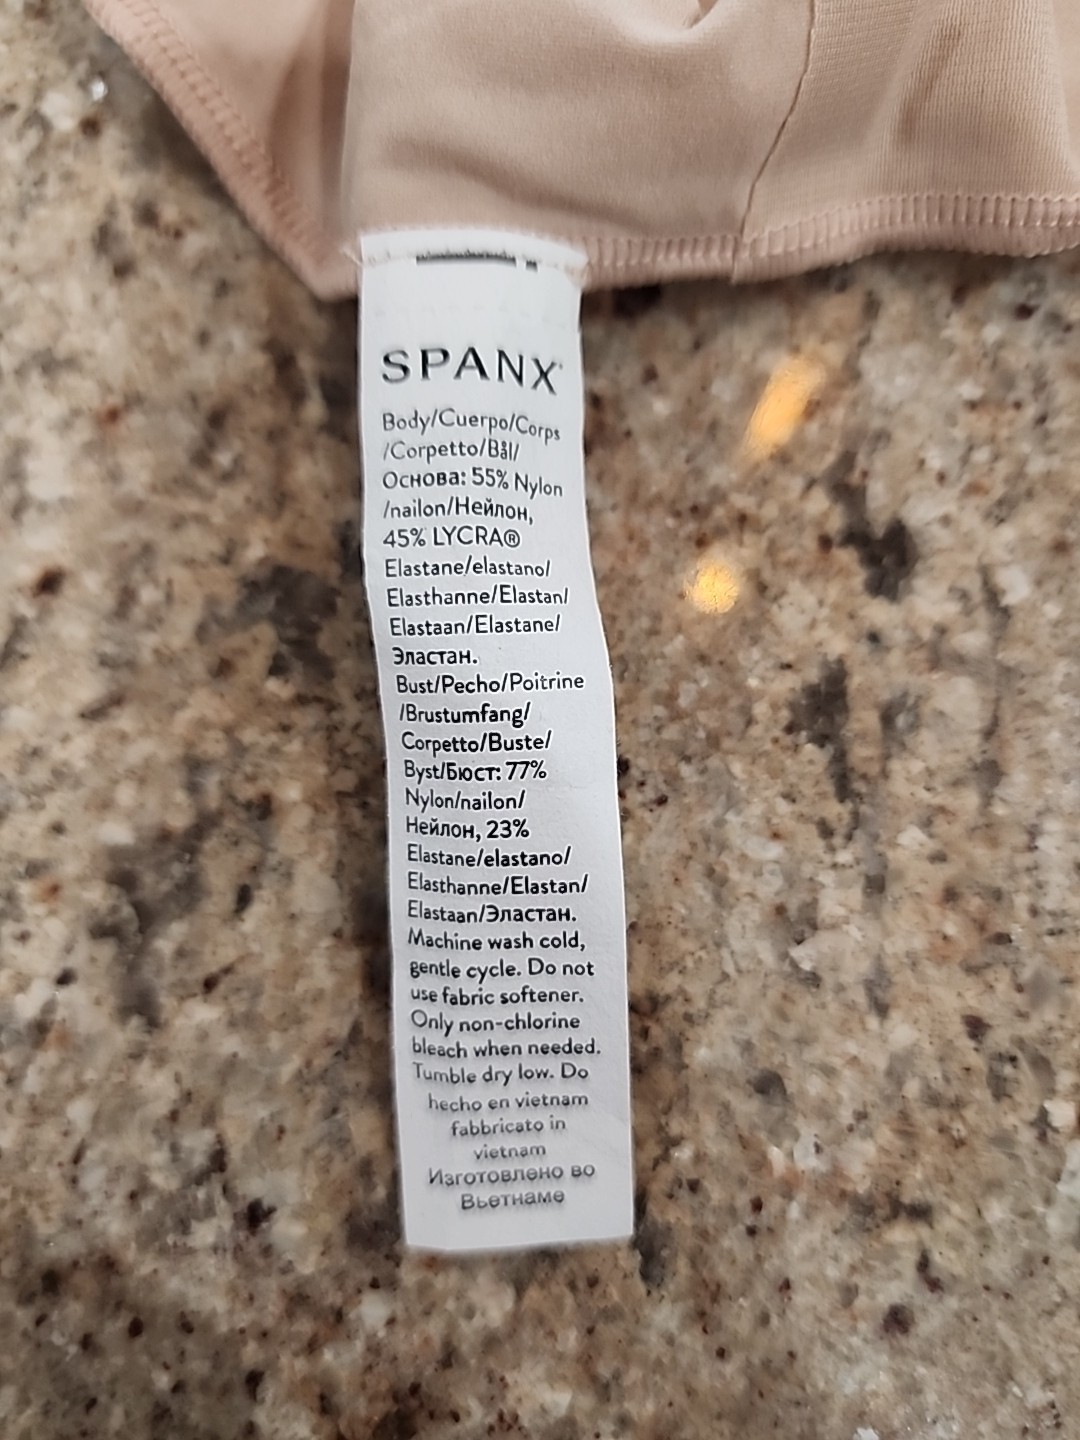 SPANX
Body/Cuerpo/Corps
/Corpetto/Bål/
Основа: 55% Nylon
/nailon/Нейлон,
45% LYCRA®
Elastane/elastano/
Elasthanne/Elastan/
Elastaan/Elastane/
Эластан.
Bust/Pecho/Poitrine
/Brustumfang/
Corpetto/Buste/
Byst/Бюст: 77%
Nylon/nailon/
Нейлон, 23%
Elastane/elastano/
Elasthanne/Elastan/
Elastaan/Эластан.
Machine wash cold,
gentle cycle. Do not
use fabric softener.
Only non-chlorine
bleach when needed.
Tumble dry low. Do
hecho en vietnam
fabbricato in
vietnam
Изготовлено во
Вьетнаме